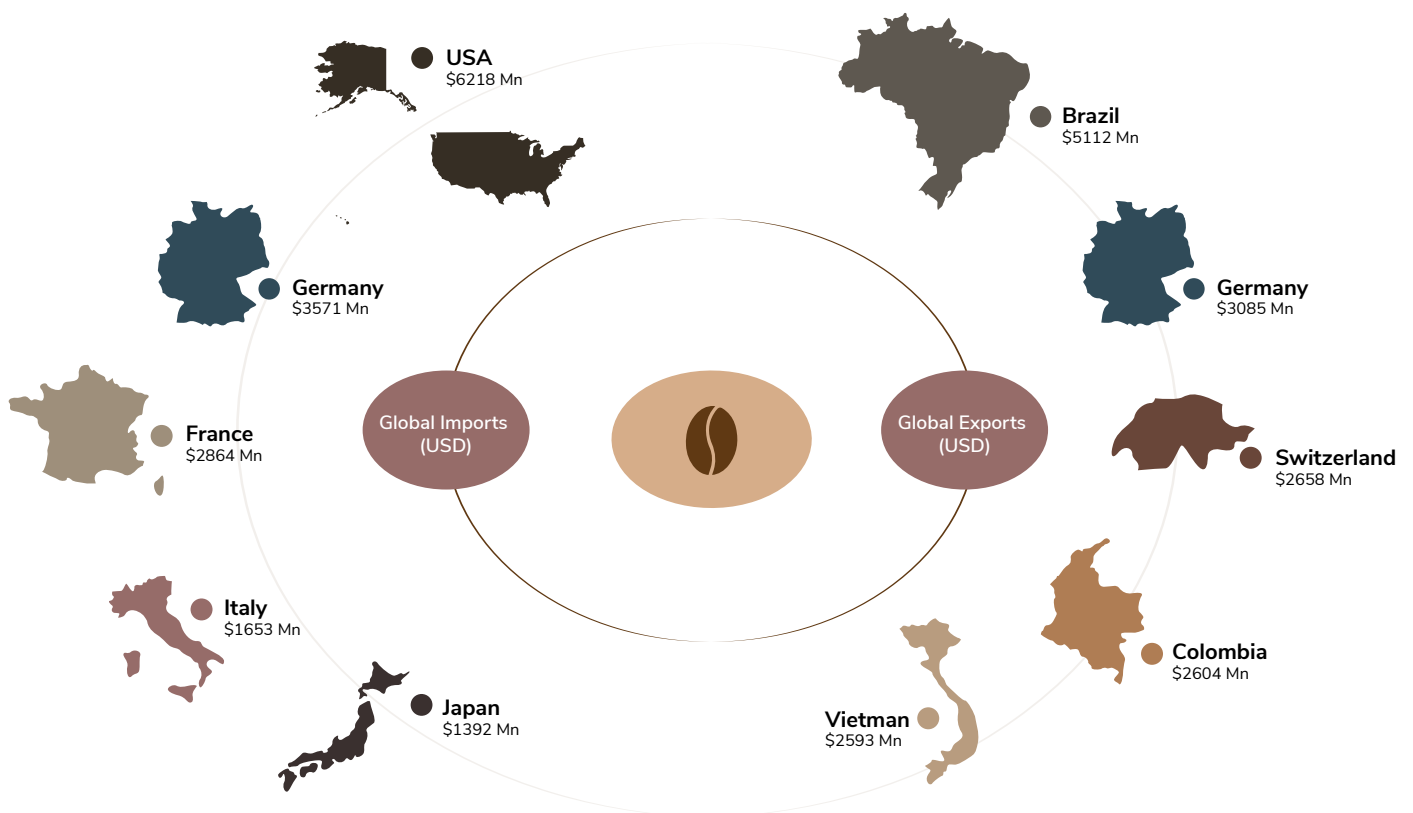 USA
$6218 Mn
Germany
$3571 Mn
France
$2864 Mn
Italy
$1653 Mn
Japan
$1392 Mn
Global Imports
(USD)
Global Exports
(USD)
Brazil
$5112 Mn
Germany
$3085 Mn
Switzerland
$2658 Mn
Colombia
$2604 Mn
Vietman
$2593 Mn